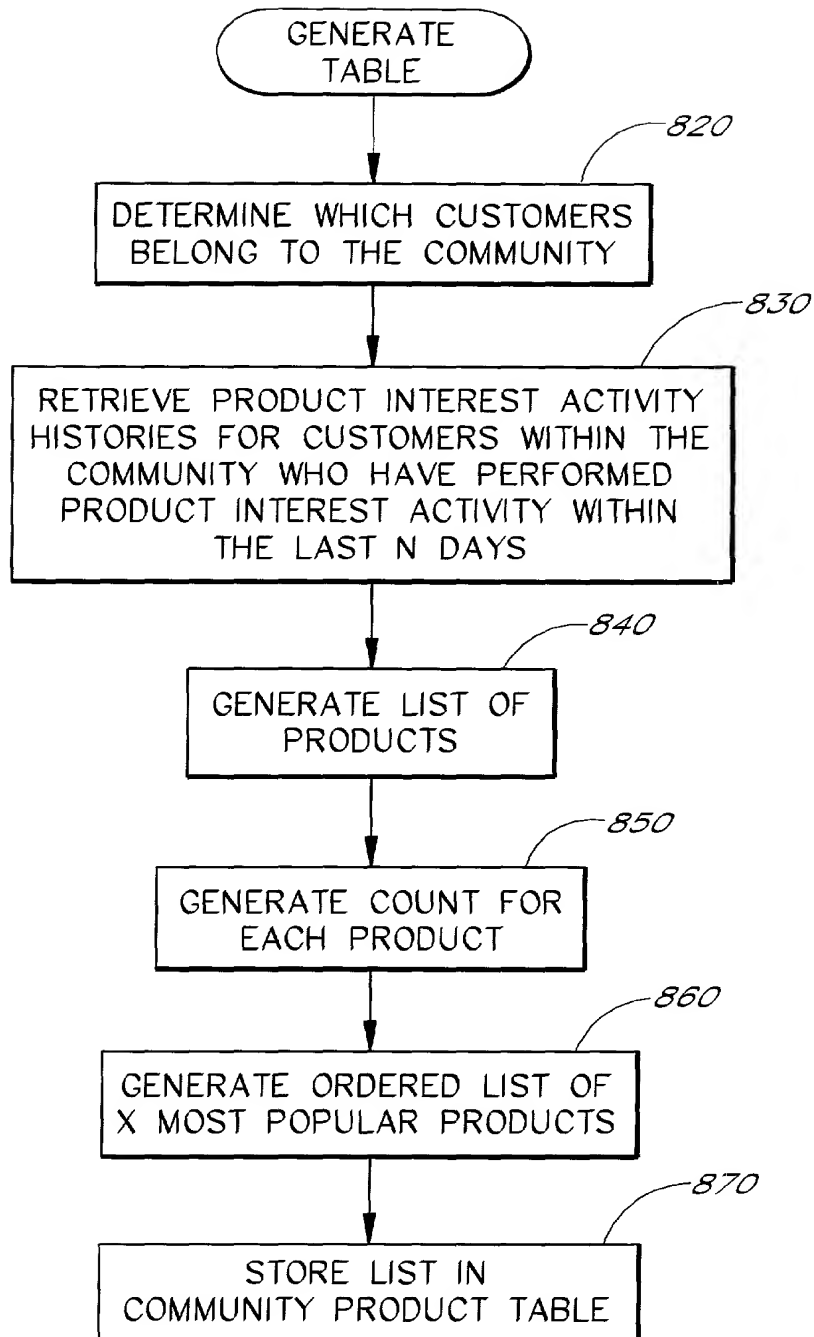 GENERATE
TABLE
820
DETERMINE WHICH CUSTOMERS
BELONG TO THE COMMUNITY
830
RETRIEVE PRODUCT INTEREST ACTIVITY
HISTORIES FOR CUSTOMERS WITHIN THE
COMMUNITY WHO HAVE PERFORMED
PRODUCT INTEREST ACTIVITY WITHIN
THE LAST N DAYS
840
GENERATE LIST OF
PRODUCTS
850
GENERATE COUNT FOR
EACH PRODUCT
860
GENERATE ORDERED LIST OF
X MOST POPULAR PRODUCTS
870
STORE LIST IN
COMMUNITY PRODUCT TABLE